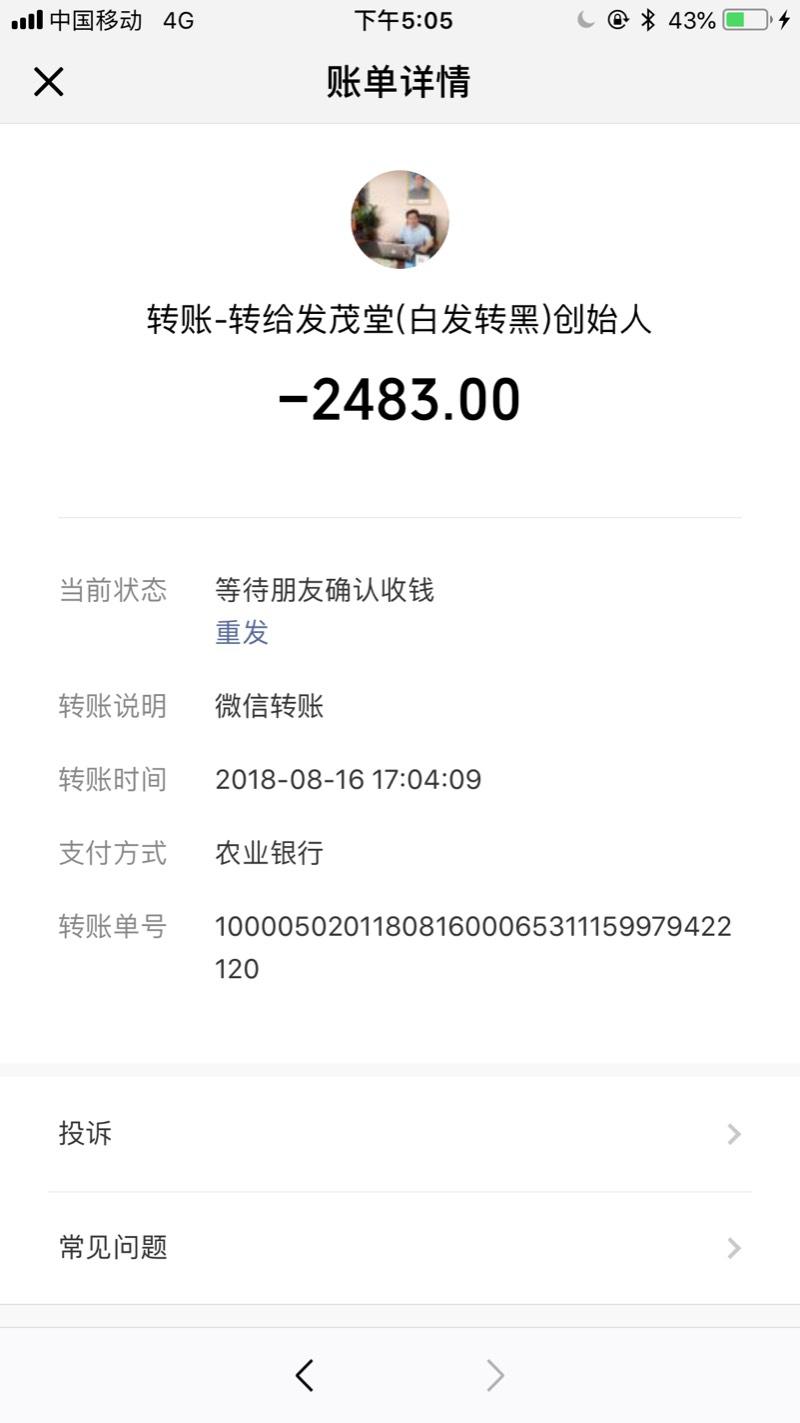 中国移动 4G 下午5:05 43%
账单详情
转账-转给发茂堂(白发转黑)创始人
-2483.00
当前状态 等待朋友确认收钱
重发
转账说明 微信转账
转账时间 2018-08-16 17:04:09
支付方式 农业银行
转账单号 100005020118081600065311159979422
120
投诉
常见问题